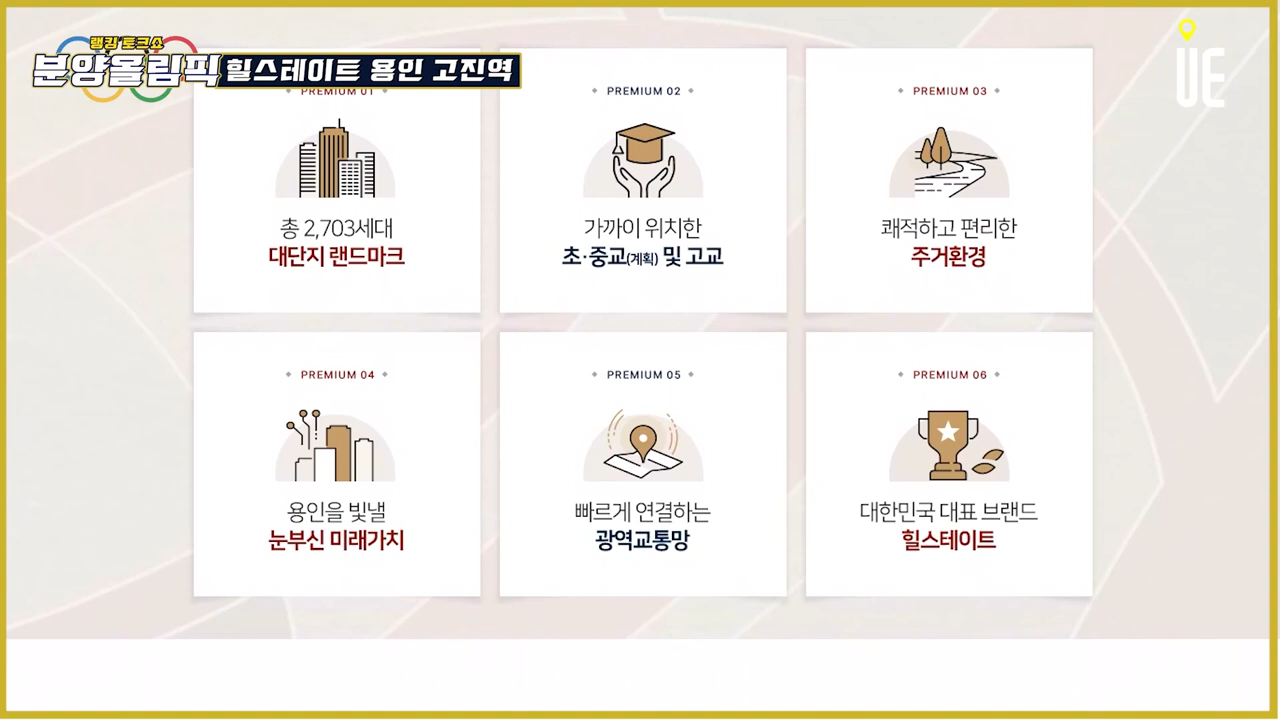 랭킹 토크쇼
분양올림픽 힐스테이트 용인 고진역
UE
PREMIUM 01
총 2,703세대
대단지 랜드마크
PREMIUM 02
가까이 위치한
초·중교(계획) 및 고교
PREMIUM 03
쾌적하고 편리한
주거환경
PREMIUM 04
용인을 빛낼
눈부신 미래가치
PREMIUM 05
빠르게 연결하는
광역교통망
PREMIUM 06
대한민국 대표 브랜드
힐스테이트